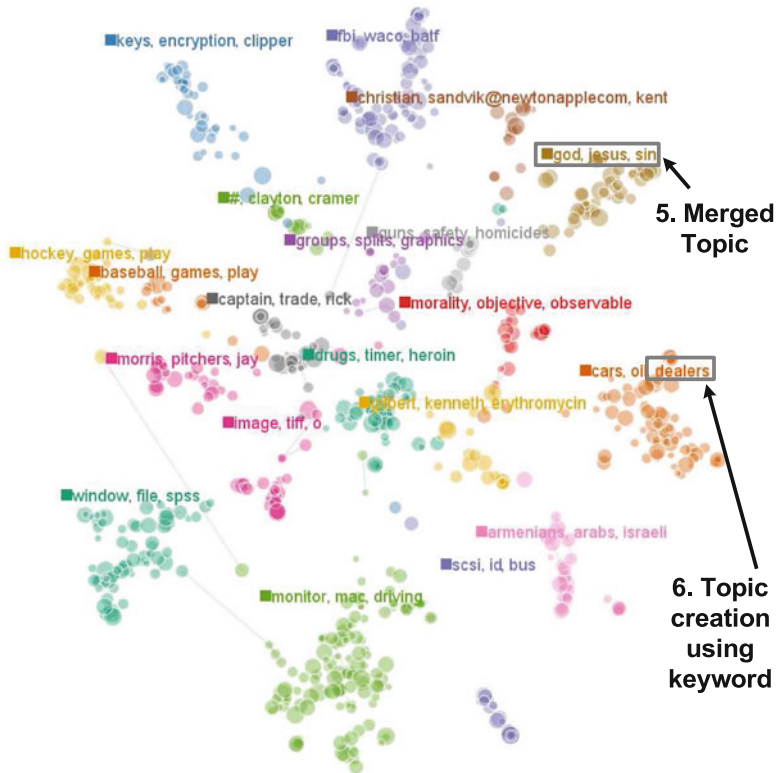 keys, encryption, clipper
fbi, waco, batf
christian, sandvik@newtonapplecom, kent
god, jesus, sin
5. Merged
Topic
#, clayton, cramer
guns, safety, homicides
groups, splits, graphics
hockey, games, play
baseball, games, play
captain, trade, rick
morality, objective, observable
morris, pitchers, jay
drugs, timer, heroin
cars, oil, dealers
kenneth, erythromycin
image, tiff, o
window, file, spss
armenians, arabs, israeli
scsi, id, bus
monitor, mac, driving
6. Topic
creation
using
keyword